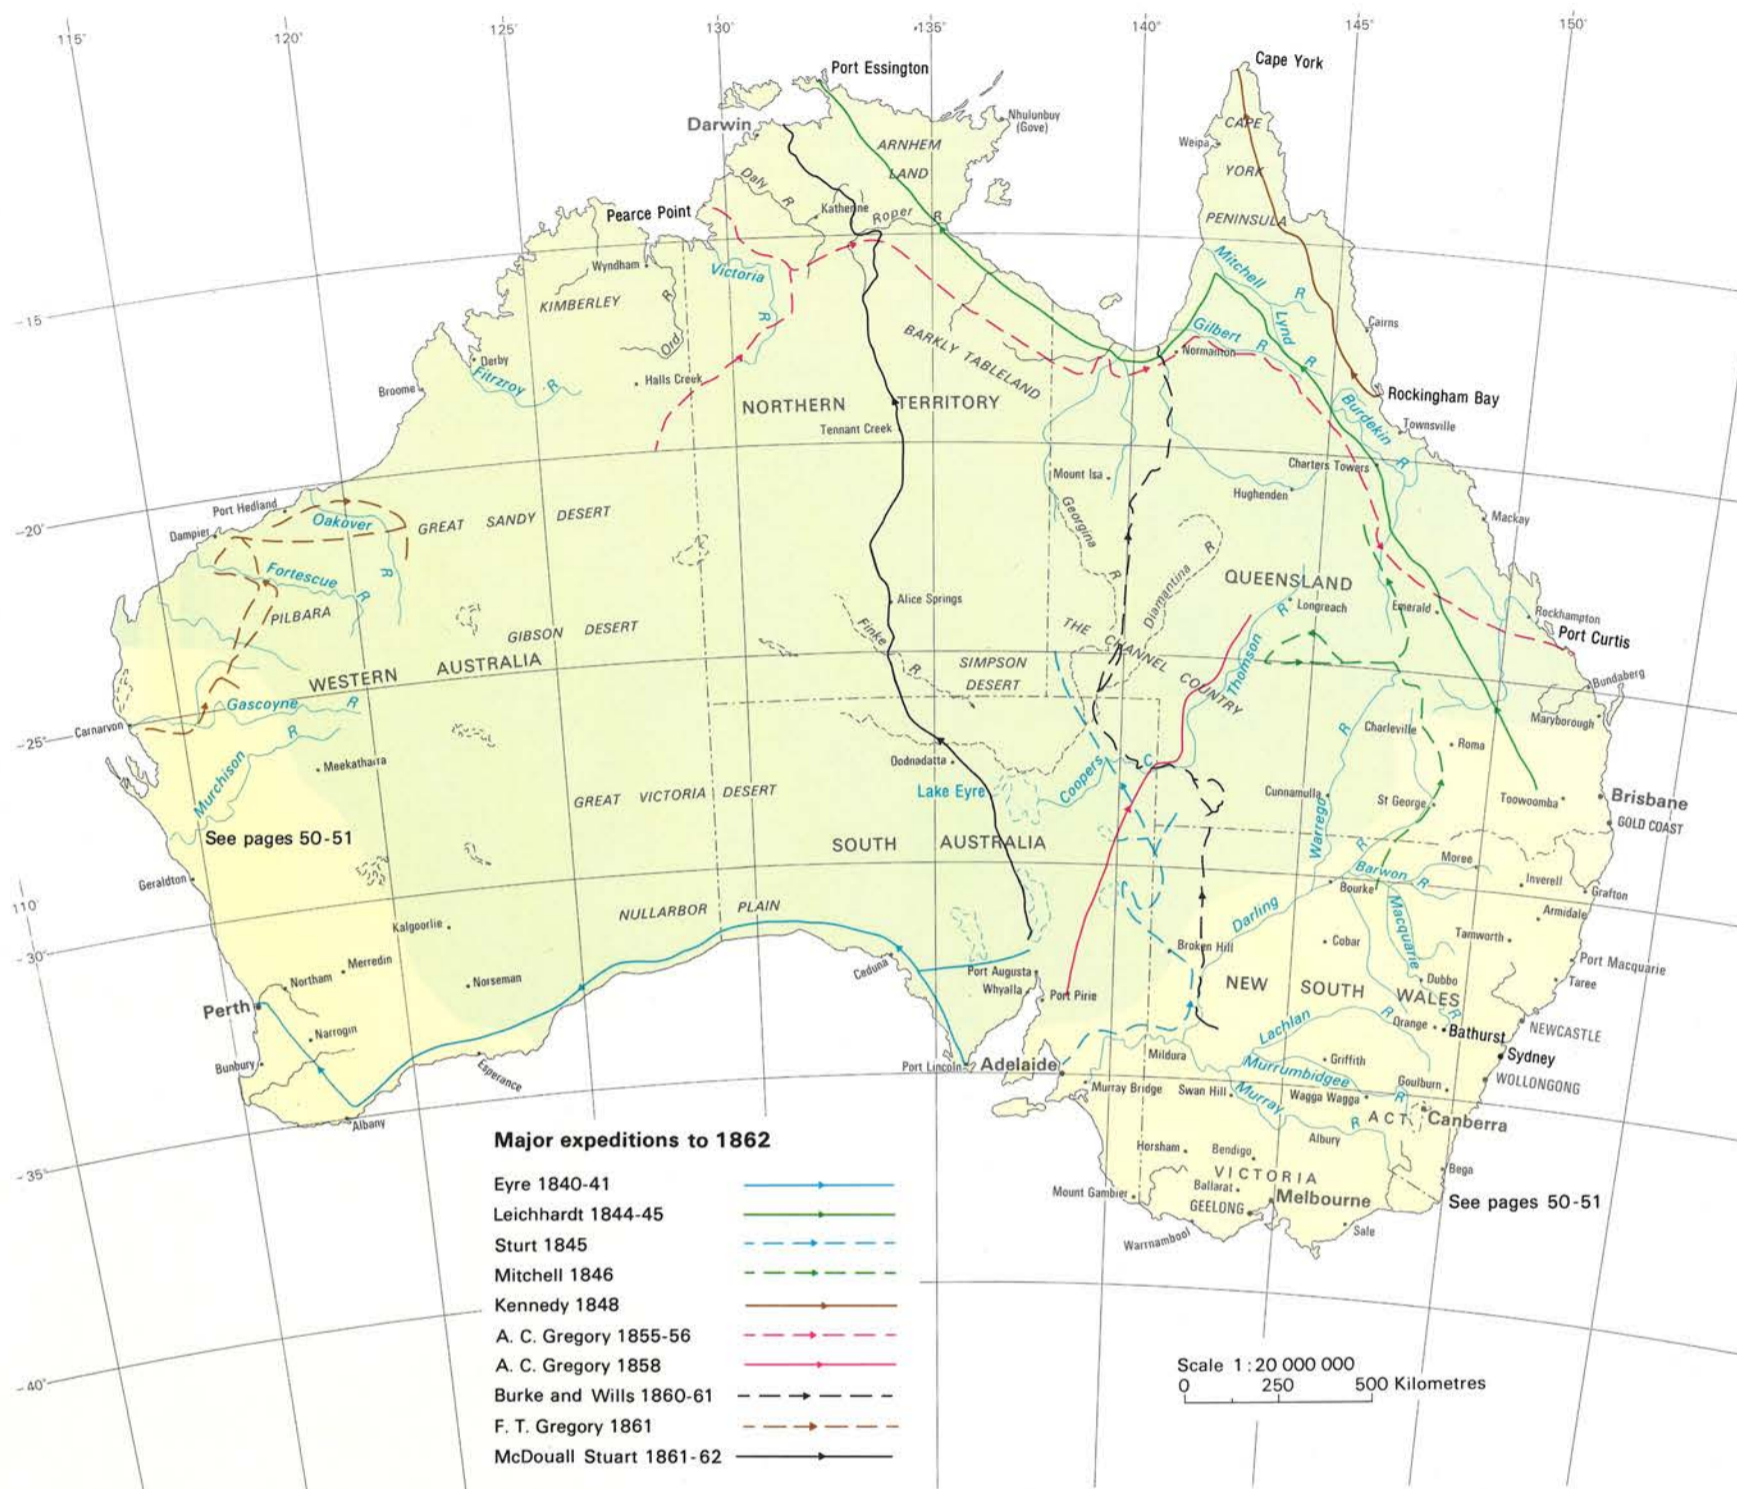 115°
120°
125°
130°
135°
140°
145°
150°
Cape York
Port Essington
Darwin
Nhulunbuy
(Gove)
ARNHEM
LAND
CAPE
YORK
PENINSULA
Weipa
Daly R
Katherine
Roper R
Pearce Point
Wyndham
Victoria R
KIMBERLEY
Ord R
Mitchell R
Lynd R
Gilbert R
Cairns
Normanton
-15°
Derby
Fitrzroy R
Broome
Halls Creek
BARKLY TABLELAND
NORTHERN TERRITORY
Tennant Creek
Rockingham Bay
Burdekin R
Townsville
Charters Towers
Mount Isa
Hughenden
Port Hedland
Dampier
Oakover R
GREAT SANDY DESERT
Georgina R
Mackay
-20°
Fortescue R
PILBARA
Diamantina R
QUEENSLAND
Alice Springs
Longreach
Emerald
Rockhampton
Port Curtis
GIBSON DESERT
Finke R
THE CHANNEL COUNTRY
Thomson R
WESTERN AUSTRALIA
SIMPSON
DESERT
Bundaberg
Gascoyne R
Carnarvon
Maryborough
-25°
Murchison R
Meekatharra
Charleville
Roma
Oodnadatta
Coopers C
Lake Eyre
GREAT VICTORIA DESERT
Cunnamulla
Warrego R
St George
Toowoomba
Brisbane
GOLD COAST
See pages 50-51
SOUTH AUSTRALIA
Geraldton
Moree
Barwon R
R
Bourke
Inverell
Grafton
110°
NULLARBOR PLAIN
Darling
Macquarie R
Armidale
Kalgoorlie
Broken Hill
Cobar
Tamworth
-30°
Merredin
Northam
Norseman
Ceduna
Port Augusta
Whyalla
Port Pirie
Port Macquarie
Taree
Dubbo
NEW SOUTH WALES
Perth
Narrogin
Lachlan R
Orange
Bathurst
NEWCASTLE
Bunbury
Esperance
Port Lincoln
Adelaide
Mildura
Griffith
Sydney
Murrumbidgee R
Goulburn
WOLLONGONG
Murray Bridge
Swan Hill
Murray R
Wagga Wagga
ACT
Canberra
Albany
Albury
Horsham
Bendigo
VICTORIA
Bega
-35°
Mount Gambier
Ballarat
GEELONG
Melbourne
See pages 50-51
Warrnambool
Sale
-40°
Major expeditions to 1862
Eyre 1840-41
Leichhardt 1844-45
Sturt 1845
Mitchell 1846
Kennedy 1848
A. C. Gregory 1855-56
A. C. Gregory 1858
Burke and Wills 1860-61
F. T. Gregory 1861
McDouall Stuart 1861-62
Scale 1:20 000 000
0 250 500 Kilometres